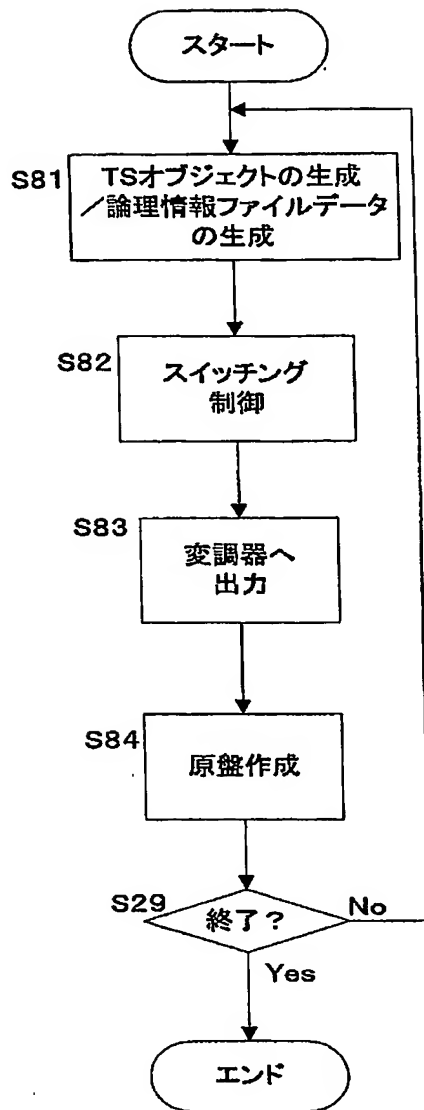 スタート
S81
TSオブジェクトの生成
／論理情報ファイルデータ
の生成
S82
スイッチング
制御
S83
変調器へ
出力
S84
原盤作成
S29
終了？
No
Yes
エンド